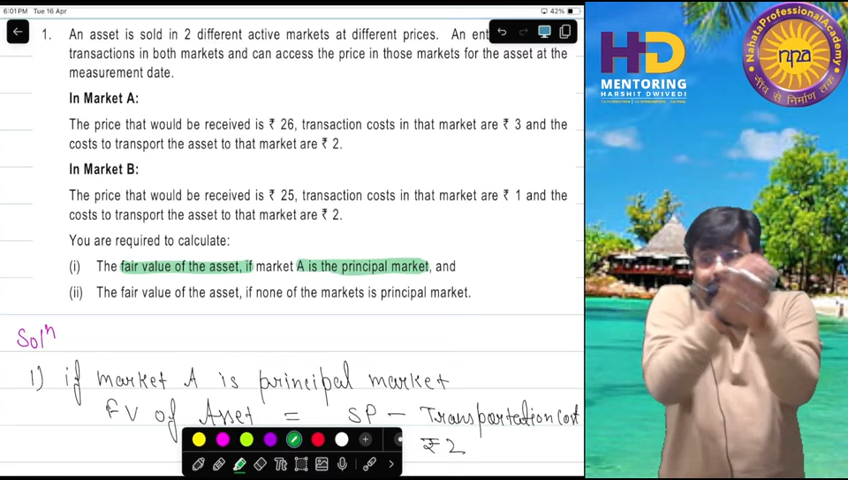 6:01PM Tue 16 Apr
42%
1. An asset is sold in 2 different active markets at different prices. An ent
transactions in both markets and can access the price in those markets for the asset at the
measurement date.
In Market A:
The price that would be received is ₹ 26, transaction costs in that market are ₹ 3 and the
costs to transport the asset to that market are ₹ 2.
In Market B:
The price that would be received is ₹ 25, transaction costs in that market are ₹ 1 and the
costs to transport the asset to that market are ₹ 2.
You are required to calculate:
(i) The fair value of the asset, if market A is the principal market, and
(ii) The fair value of the asset, if none of the markets is principal market.
Solⁿ
1) if market A is principal market
FV of Asset = SP - Transportation cost
₹2
HD
MENTORING
HARSHIT DWIVEDI
Nahata Professional Academy
npa
नींव से निर्माण तक